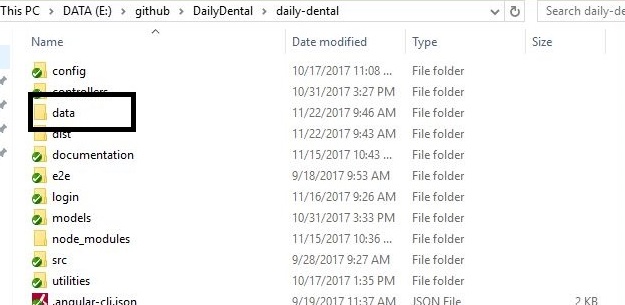 This PC › DATA (E:) › github › DailyDental › daily-dental Search daily-de
Name Date modified Type Size
config 10/17/2017 11:08 ... File folder
controllers 10/31/2017 3:27 PM File folder
data 11/22/2017 9:46 AM File folder
dist 11/22/2017 9:43 AM File folder
documentation 11/15/2017 10:43 ... File folder
e2e 9/18/2017 9:53 AM File folder
login 11/16/2017 9:26 AM File folder
models 10/31/2017 3:33 PM File folder
node_modules 11/15/2017 10:36 ... File folder
src 9/28/2017 9:27 AM File folder
utilities 10/17/2017 1:35 PM File folder
.angular-cli.json 9/19/2017 11:37 AM JSON File 2 KB